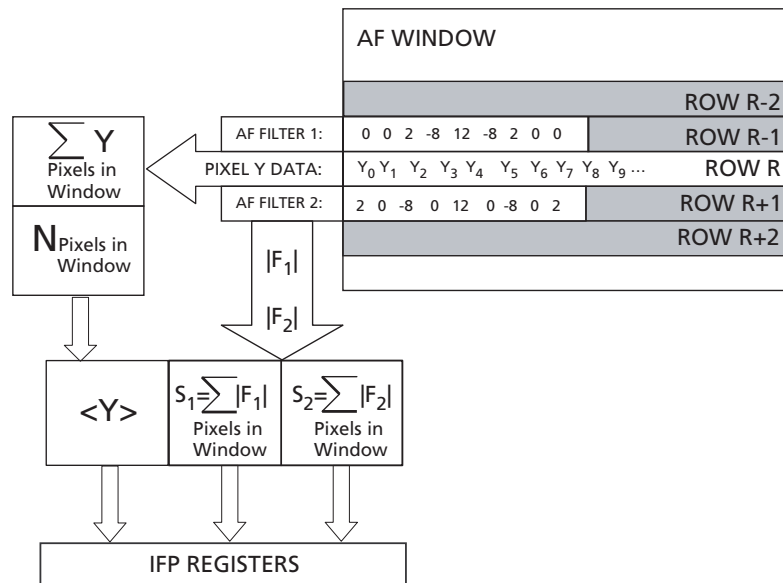 AF WINDOW
ROW R-2
AF FILTER 1: 0 0 2 -8 12 -8 2 0 0 ROW R-1
PIXEL Y DATA: Y0 Y1 Y2 Y3 Y4 Y5 Y6 Y7 Y8 Y9 ... ROW R
AF FILTER 2: 2 0 -8 0 12 0 -8 0 2 ROW R+1
ROW R+2
∑ Y
Pixels in
Window
N Pixels in
Window
|F1|
|F2|
<Y>
S1=∑|F1|
Pixels in
Window
S2=∑|F2|
Pixels in
Window
IFP REGISTERS